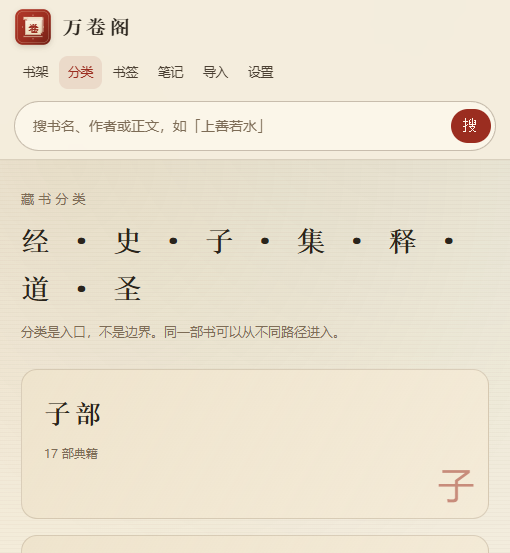 卷
万卷阁
书架 分类 书签 笔记 导入 设置
搜书名、作者或正文，如「上善若水」 搜
藏书分类
经 • 史 • 子 • 集 • 释 •
道 • 圣
分类是入口，不是边界。同一部书可以从不同路径进入。
子部
17 部典籍
子